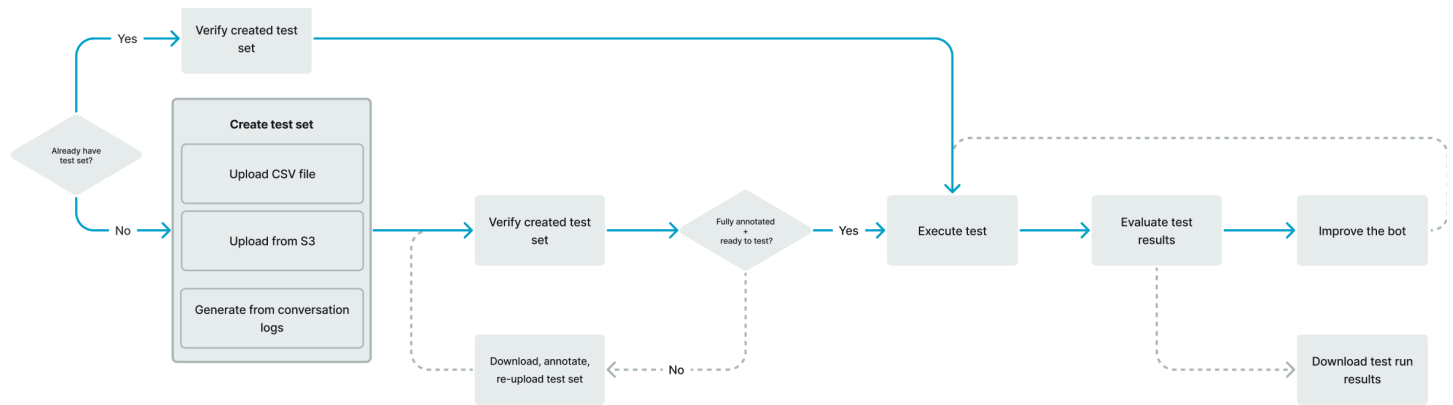 Yes
Verify created test
set
Already have
test set?
No
Create test set
Upload CSV file
Upload from S3
Generate from conversation
logs
Verify created test
set
Fully annotated
+
ready to test?
Yes
Execute test
Evaluate test
results
Improve the bot
Download, annotate,
re-upload test set
No
Download test run
results